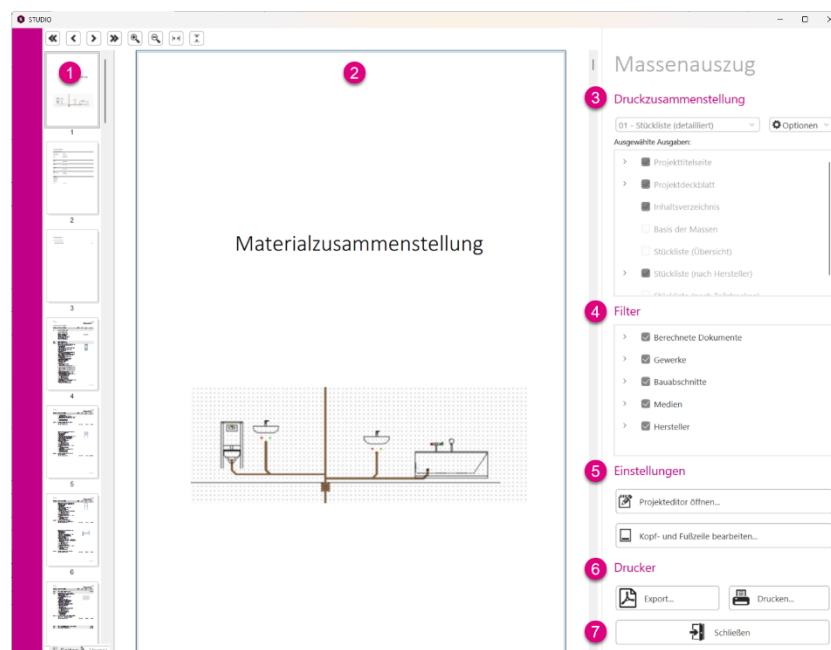 STUDIO
1
1
2
3
4
5
6
2
Materialzusammenstellung
Massenauszug
3 Druckzusammenstellung
01 - Stückliste (detailliert)
Optionen
Ausgewählte Ausgaben:
Projekttitelseite
Projektdeckblatt
Inhaltsverzeichnis
Basis der Massen
Stückliste (Übersicht)
Stückliste (nach Hersteller)
4 Filter
Berechnete Dokumente
Gewerke
Bauabschnitte
Medien
Hersteller
5 Einstellungen
Projekteditor öffnen...
Kopf- und Fußzeile bearbeiten...
6 Drucker
Export...
Drucken...
7 Schließen